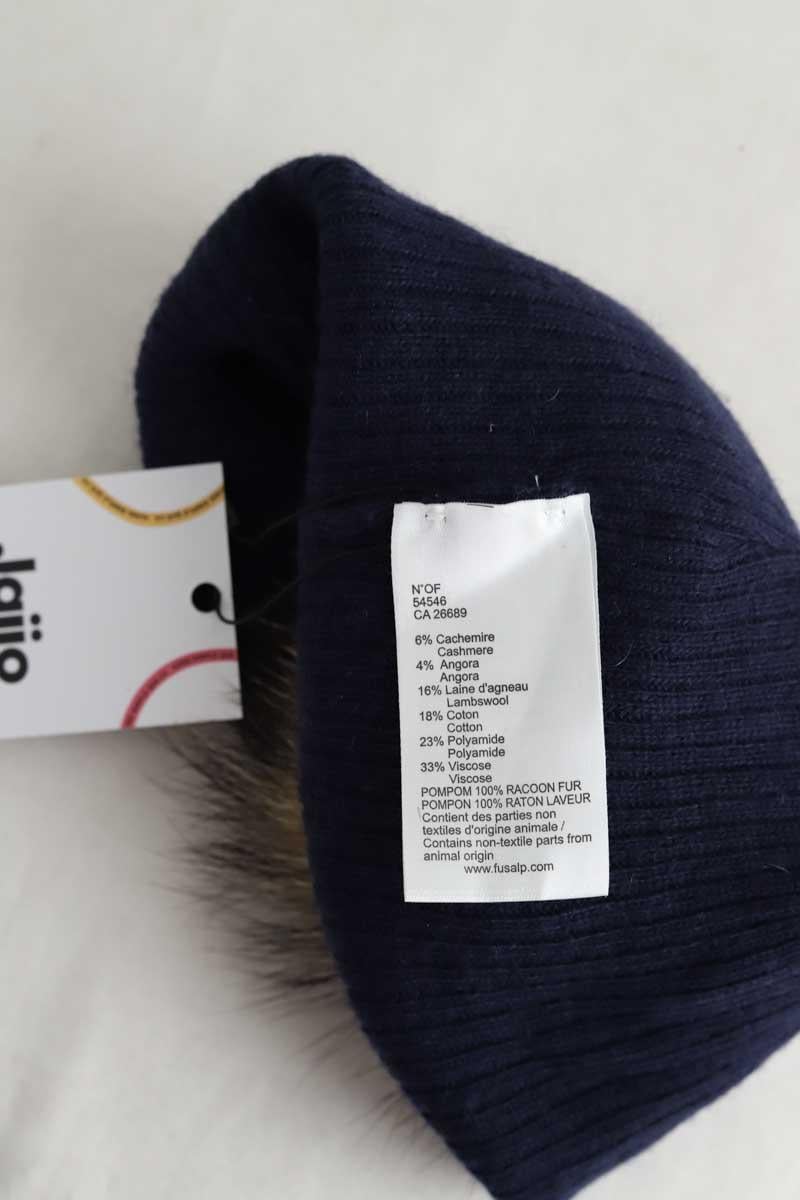 N°OF
54546
CA 26689
6% Cachemire
Cashmere
4% Angora
Angora
16% Laine d'agneau
Lambswool
18% Coton
Cotton
23% Polyamide
Polyamide
33% Viscose
Viscose
POMPOM 100% RACOON FUR
POMPON 100% RATON LAVEUR
Contient des parties non
textiles d'origine animale /
Contains non-textile parts from
animal origin
www.fusalp.com
Jaiio